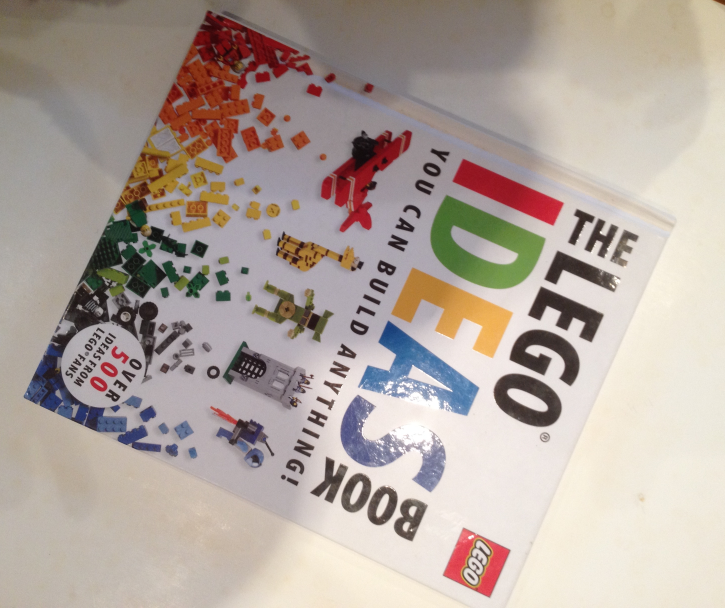 THE LEGO®
IDEAS
BOOK
YOU CAN BUILD ANYTHING!
LEGO
OVER
500
IDEAS FROM
LEGO® FANS